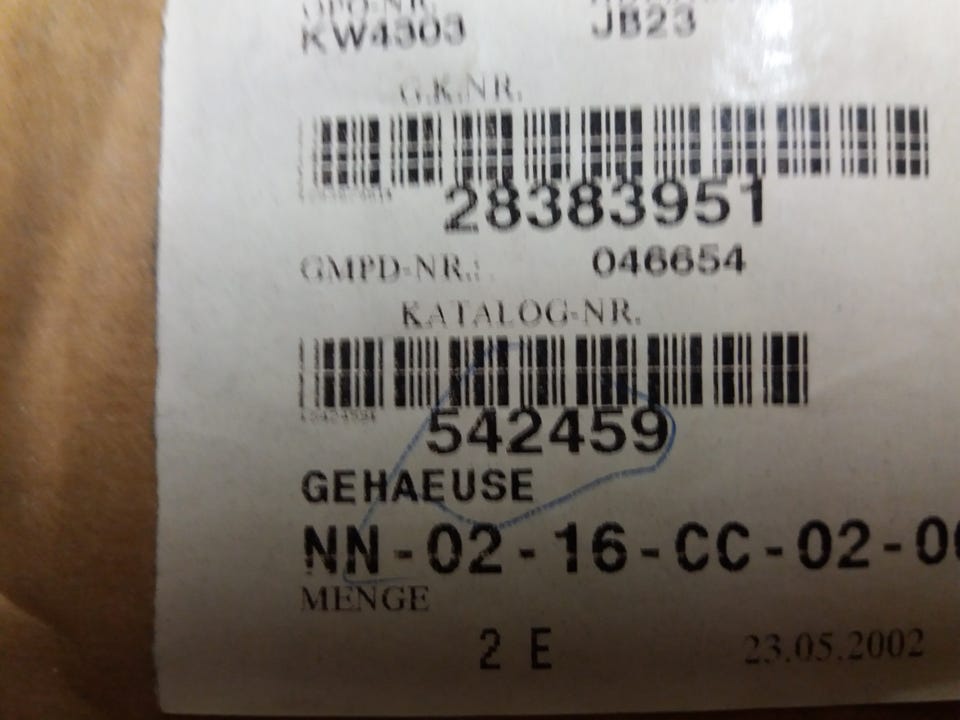 KW4303 JB23
G.K.NR.
28383951
GMPD-NR.: 046654
KATALOG-NR.
542459
GEHAEUSE
NN-02-16-CC-02-0
MENGE
2 E 23.05.2002